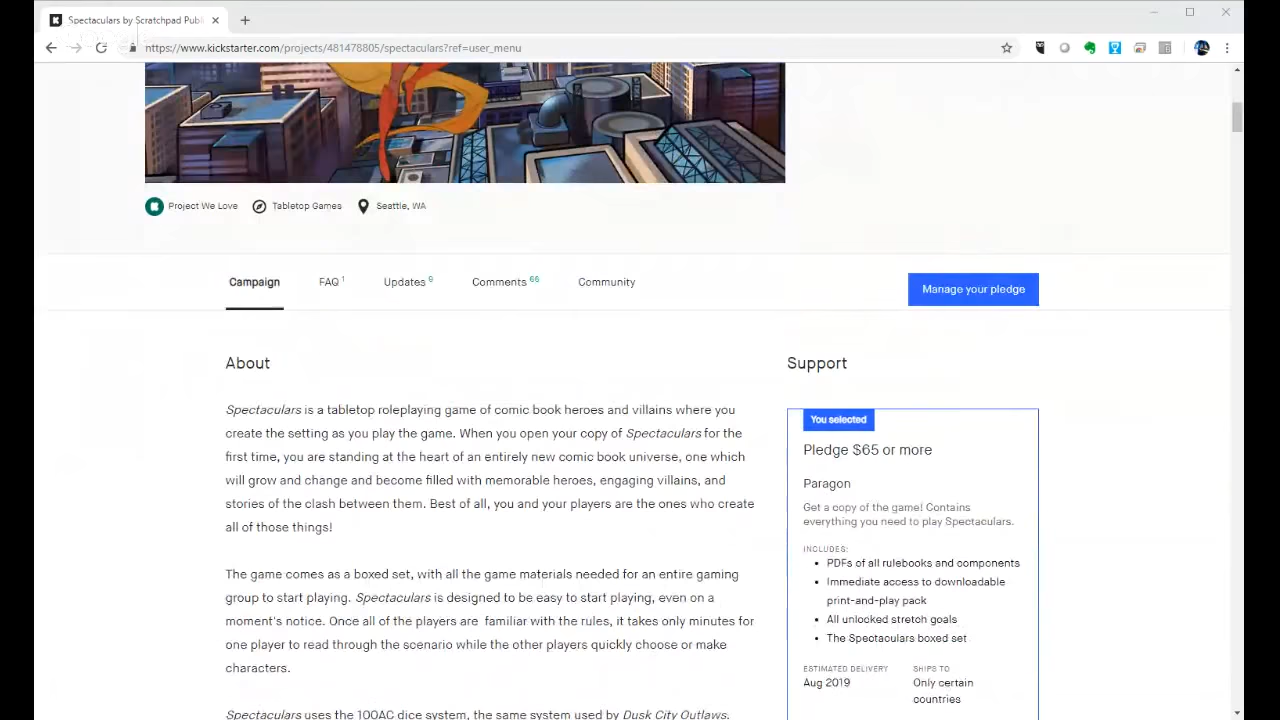 Spectaculars by Scratchpad Publ
https://www.kickstarter.com/projects/481478805/spectaculars?ref=user_menu
Project We Love Tabletop Games Seattle, WA
Campaign FAQ 1 Updates 9 Comments 66 Community
Manage your pledge
About
Spectaculars is a tabletop roleplaying game of comic book heroes and villains where you
create the setting as you play the game. When you open your copy of Spectaculars for the
first time, you are standing at the heart of an entirely new comic book universe, one which
will grow and change and become filled with memorable heroes, engaging villains, and
stories of the clash between them. Best of all, you and your players are the ones who create
all of those things!
The game comes as a boxed set, with all the game materials needed for an entire gaming
group to start playing. Spectaculars is designed to be easy to start playing, even on a
moment's notice. Once all of the players are familiar with the rules, it takes only minutes for
one player to read through the scenario while the other players quickly choose or make
characters.
Spectaculars uses the 100AC dice system, the same system used by Dusk City Outlaws.
Support
You selected
Pledge $65 or more
Paragon
Get a copy of the game! Contains
everything you need to play Spectaculars.
INCLUDES:
• PDFs of all rulebooks and components
• Immediate access to downloadable
print-and-play pack
• All unlocked stretch goals
• The Spectaculars boxed set
ESTIMATED DELIVERY SHIPS TO
Aug 2019 Only certain
countries